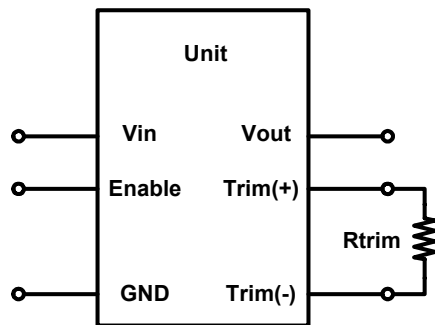 Unit
Vin Vout
Enable Trim(+)
Rtrim
GND Trim(-)